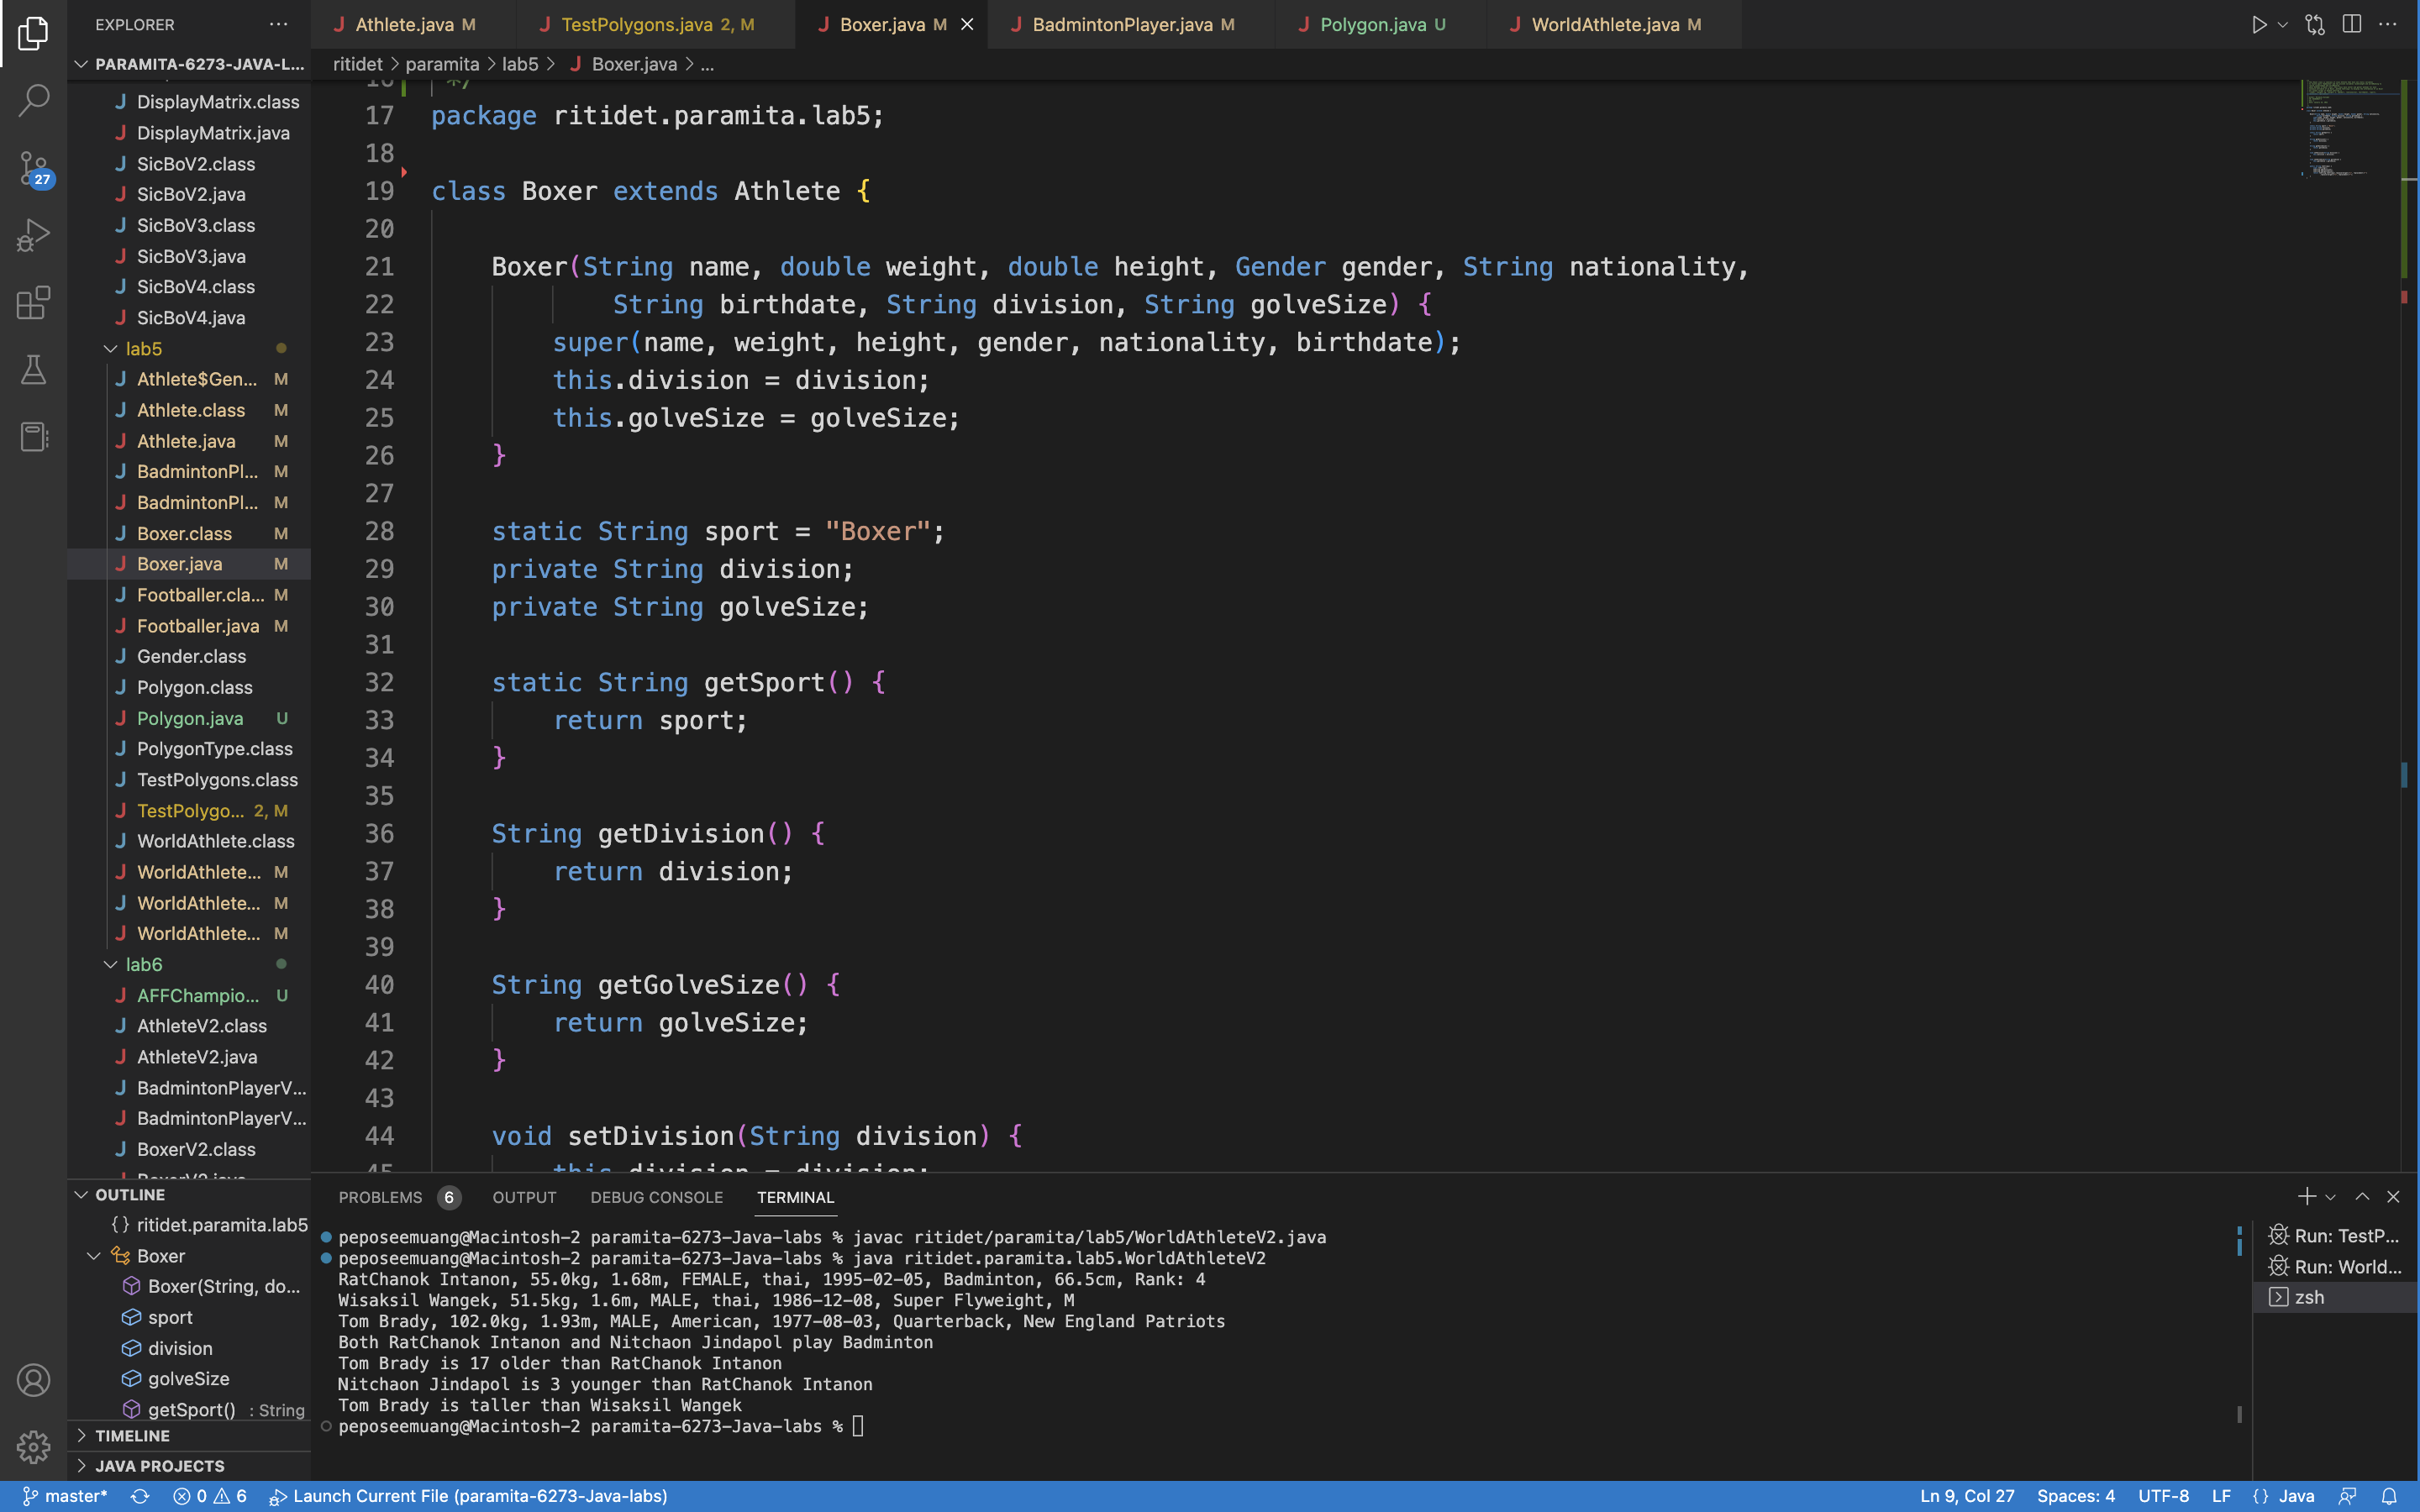 EXPLORER
PARAMITA-6273-JAVA-L...
DisplayMatrix.class
DisplayMatrix.java
SicBoV2.class
SicBoV2.java
SicBoV3.class
SicBoV3.java
SicBoV4.class
SicBoV4.java
lab5
Athlete$Gen... M
Athlete.class M
Athlete.java M
BadmintonPl... M
BadmintonPl... M
Boxer.class M
Boxer.java M
Footballer.cla... M
Footballer.java M
Gender.class
Polygon.class
Polygon.java U
PolygonType.class
TestPolygons.class
TestPolygo... 2, M
WorldAthlete.class
WorldAthlete... M
WorldAthlete... M
WorldAthlete... M
lab6
AFFChampio... U
AthleteV2.class
AthleteV2.java
BadmintonPlayerV...
BadmintonPlayerV...
BoxerV2.class
BoxerV2.java
27
OUTLINE
{} ritidet.paramita.lab5
Boxer
Boxer(String, do...
sport
division
golveSize
getSport() : String
TIMELINE
JAVA PROJECTS
Athlete.java M
TestPolygons.java 2, M
Boxer.java M
BadmintonPlayer.java M
Polygon.java U
WorldAthlete.java M
ritidet > paramita > lab5 > Boxer.java > ...
16 */
17 package ritidet.paramita.lab5;
18
19 class Boxer extends Athlete {
20
21 Boxer(String name, double weight, double height, Gender gender, String nationality,
22 String birthdate, String division, String golveSize) {
23 super(name, weight, height, gender, nationality, birthdate);
24 this.division = division;
25 this.golveSize = golveSize;
26 }
27
28 static String sport = "Boxer";
29 private String division;
30 private String golveSize;
31
32 static String getSport() {
33 return sport;
34 }
35
36 String getDivision() {
37 return division;
38 }
39
40 String getGolveSize() {
41 return golveSize;
42 }
43
44 void setDivision(String division) {
45 this.division = division;
PROBLEMS 6 OUTPUT DEBUG CONSOLE TERMINAL
peposeemuang@Macintosh-2 paramita-6273-Java-labs % javac ritidet/paramita/lab5/WorldAthleteV2.java
peposeemuang@Macintosh-2 paramita-6273-Java-labs % java ritidet.paramita.lab5.WorldAthleteV2
RatChanok Intanon, 55.0kg, 1.68m, FEMALE, thai, 1995-02-05, Badminton, 66.5cm, Rank: 4
Wisaksil Wangek, 51.5kg, 1.6m, MALE, thai, 1986-12-08, Super Flyweight, M
Tom Brady, 102.0kg, 1.93m, MALE, American, 1977-08-03, Quarterback, New England Patriots
Both RatChanok Intanon and Nitchaon Jindapol play Badminton
Tom Brady is 17 older than RatChanok Intanon
Nitchaon Jindapol is 3 younger than RatChanok Intanon
Tom Brady is taller than Wisaksil Wangek
peposeemuang@Macintosh-2 paramita-6273-Java-labs %
Run: TestP...
Run: World...
zsh
master* 0 6 Launch Current File (paramita-6273-Java-labs)
Ln 9, Col 27 Spaces: 4 UTF-8 LF {} Java